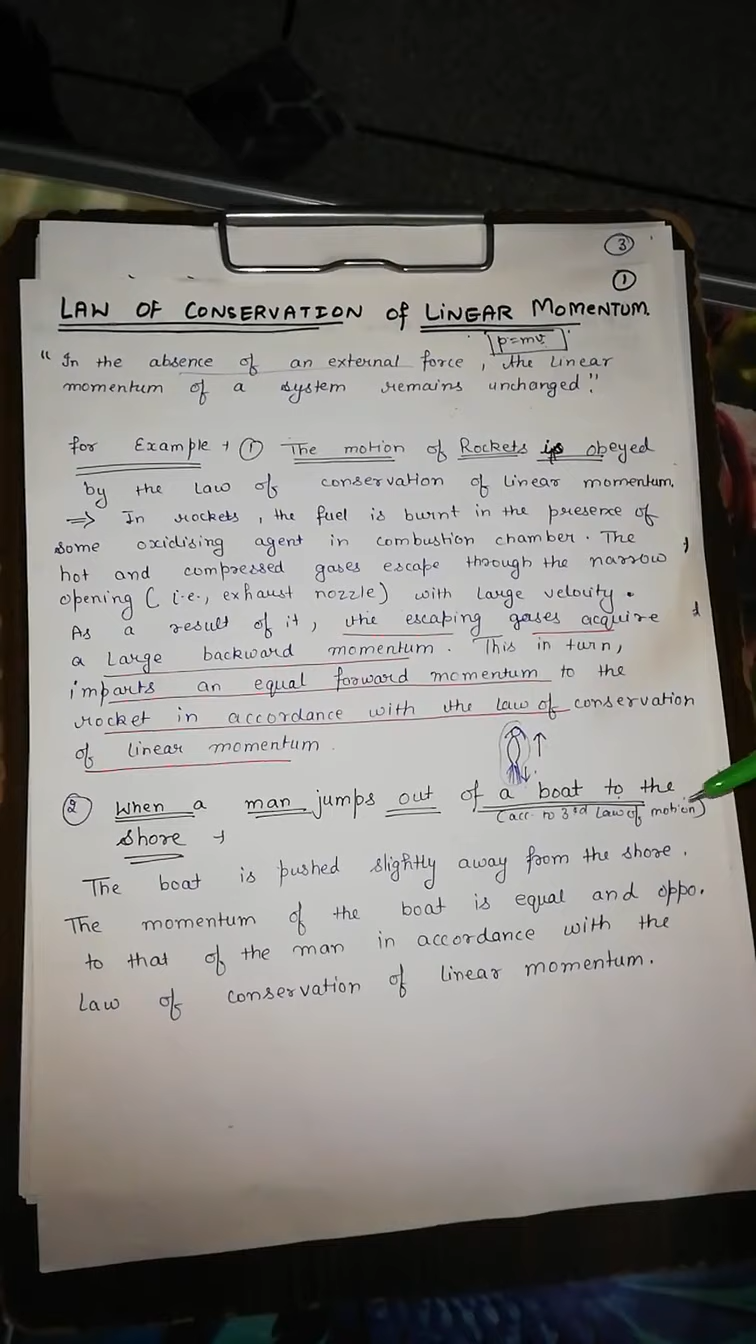 ③
①
LAW OF CONSERVATION of LINEAR MOMENTUM.
p=mv
"In the absence of an external force, the linear
momentum of a system remains unchanged."
for Example → ① The motion of Rockets is obeyed
by the law of conservation of linear momentum.
⇒ In rockets, the fuel is burnt in the presence of
some oxidising agent in combustion chamber. The
hot and compressed gases escape through the narrow
opening (i.e., exhaust nozzle) with large velocity.
As a result of it, the escaping gases acquire
a large backward momentum. This in turn,
imparts an equal forward momentum to the
rocket in accordance with the law of conservation
of linear momentum.
② When a man jumps out of a boat to the
(acc. to 3rd law of motion)
shore →
The boat is pushed slightly away from the shore.
The momentum of the boat is equal and oppo.
to that of the man in accordance with the
Law of conservation of linear momentum.